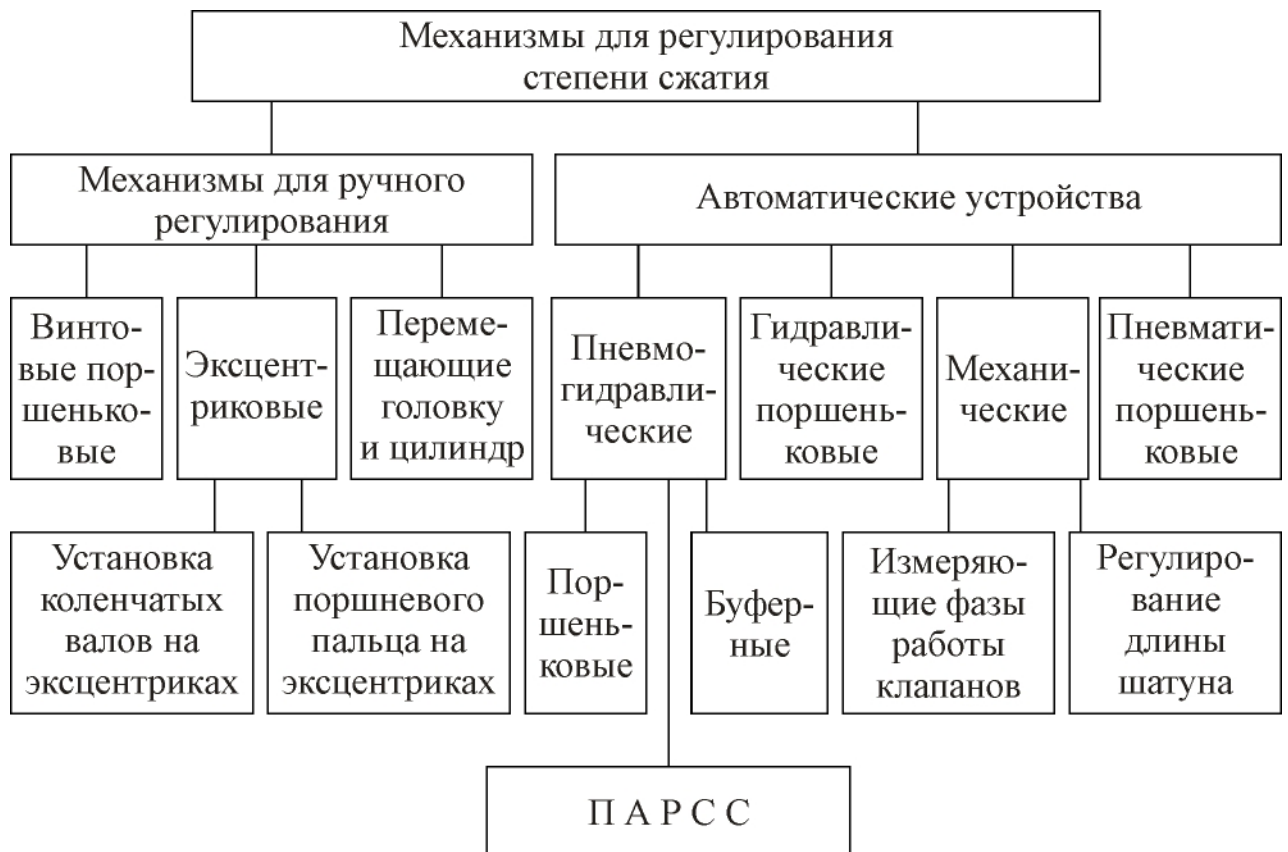 Механизмы для регулирования
степени сжатия
Механизмы для ручного
регулирования
Автоматические устройства
Винто-
вые пор-
шенько-
вые
Эксцент-
риковые
Переме-
щающие
головку
и цилиндр
Пневмо-
гидравли-
ческие
Гидравли-
ческие
поршень-
ковые
Механи-
ческие
Пневмати-
ческие
поршень-
ковые
Установка
коленчатых
валов на
эксцентриках
Установка
поршневого
пальца на
эксцентриках
Пор-
шень-
ковые
Буфер-
ные
Измеряю-
щие фазы
работы
клапанов
Регулиро-
вание
длины
шатуна
П А Р С С